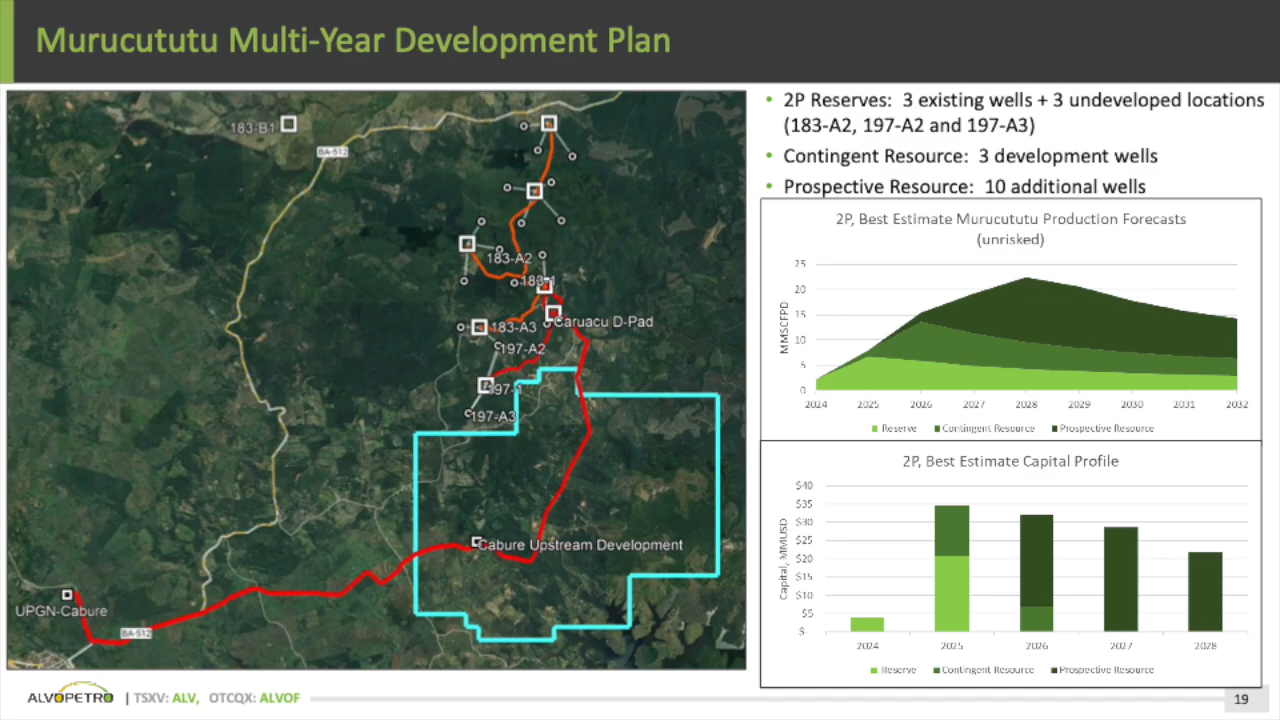 Murucututu Multi-Year Development Plan
183-B1
BA-512
183-A2
183-1
Caruacu D-Pad
183-A3
197-A2
197-1
197-A3
Cabure Upstream Development
UPGN-Cabure
BA-512
• 2P Reserves: 3 existing wells + 3 undeveloped locations
(183-A2, 197-A2 and 197-A3)
• Contingent Resource: 3 development wells
• Prospective Resource: 10 additional wells
2P, Best Estimate Murucututu Production Forecasts
(unrisked)
MMSCFPD
25
20
15
10
5
0
2024 2025 2026 2027 2028 2029 2030 2031 2032
Reserve Contingent Resource Prospective Resource
2P, Best Estimate Capital Profile
Capital, MMUSD
$40
$35
$30
$25
$20
$15
$10
$5
$-
2024 2025 2026 2027 2028
Reserve Contingent Resource Prospective Resource
ALVOPETRO | TSXV: ALV, OTCQX: ALVOF
19